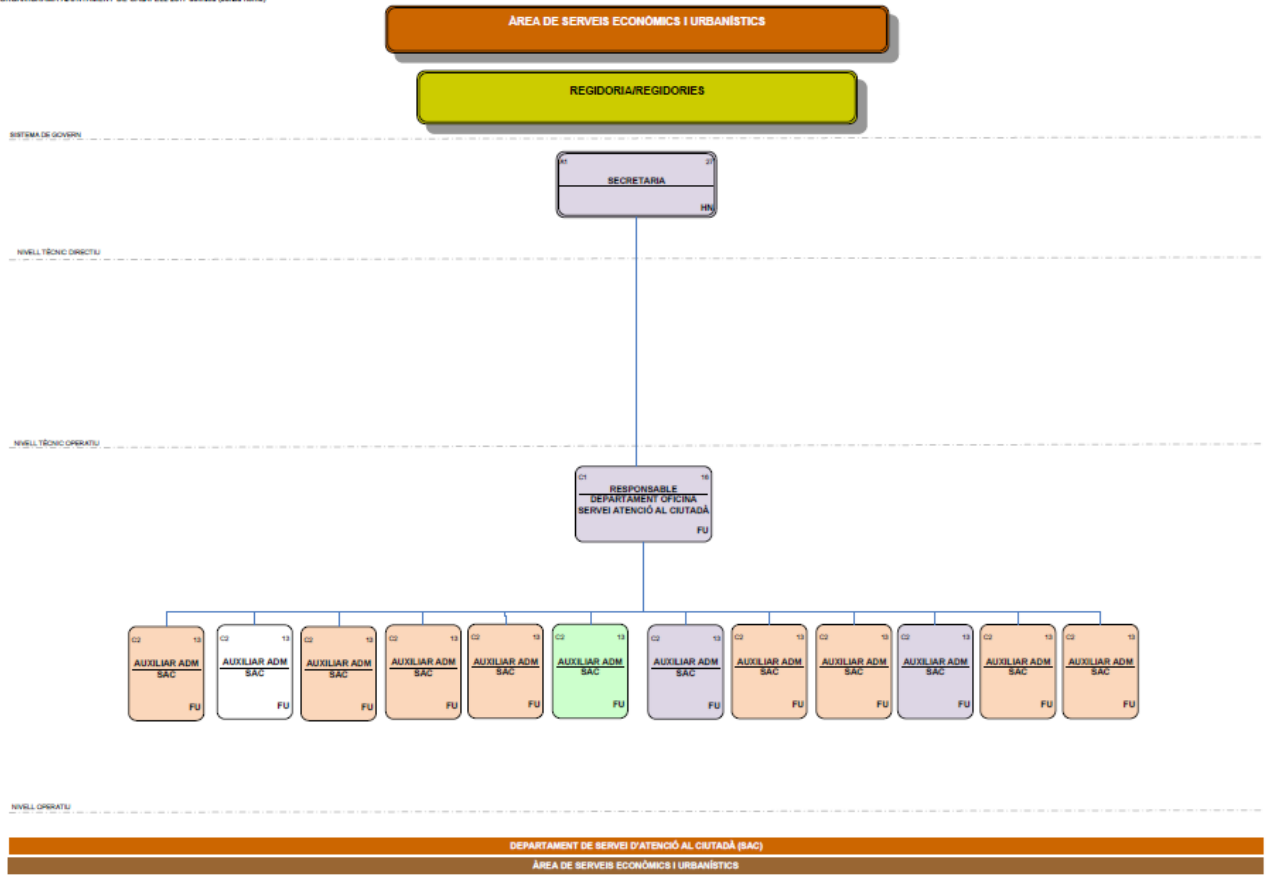 ÀREA DE SERVEIS ECONÒMICS I URBANÍSTICS
REGIDORIA/REGIDORIES
SISTEMA DE GOVERN
A1 27
SECRETARIA
HN
NIVELL TÈCNIC DIRECTIU
NIVELL TÈCNIC OPERATIU
C1 16
RESPONSABLE
DEPARTAMENT OFICINA
SERVEI ATENCIÓ AL CIUTADÀ
FU
C2 13 C2 13 C2 13 C2 13 C2 13 C2 13 C2 13 C2 13 C2 13 C2 13 C2 13 C2 13
AUXILIAR ADM AUXILIAR ADM AUXILIAR ADM AUXILIAR ADM AUXILIAR ADM AUXILIAR ADM AUXILIAR ADM AUXILIAR ADM AUXILIAR ADM AUXILIAR ADM AUXILIAR ADM AUXILIAR ADM
SAC SAC SAC SAC SAC SAC SAC SAC SAC SAC SAC SAC
FU FU FU FU FU FU FU FU FU FU FU FU
NIVELL OPERATIU
DEPARTAMENT DE SERVEI D'ATENCIÓ AL CIUTADÀ (SAC)
ÀREA DE SERVEIS ECONÒMICS I URBANÍSTICS